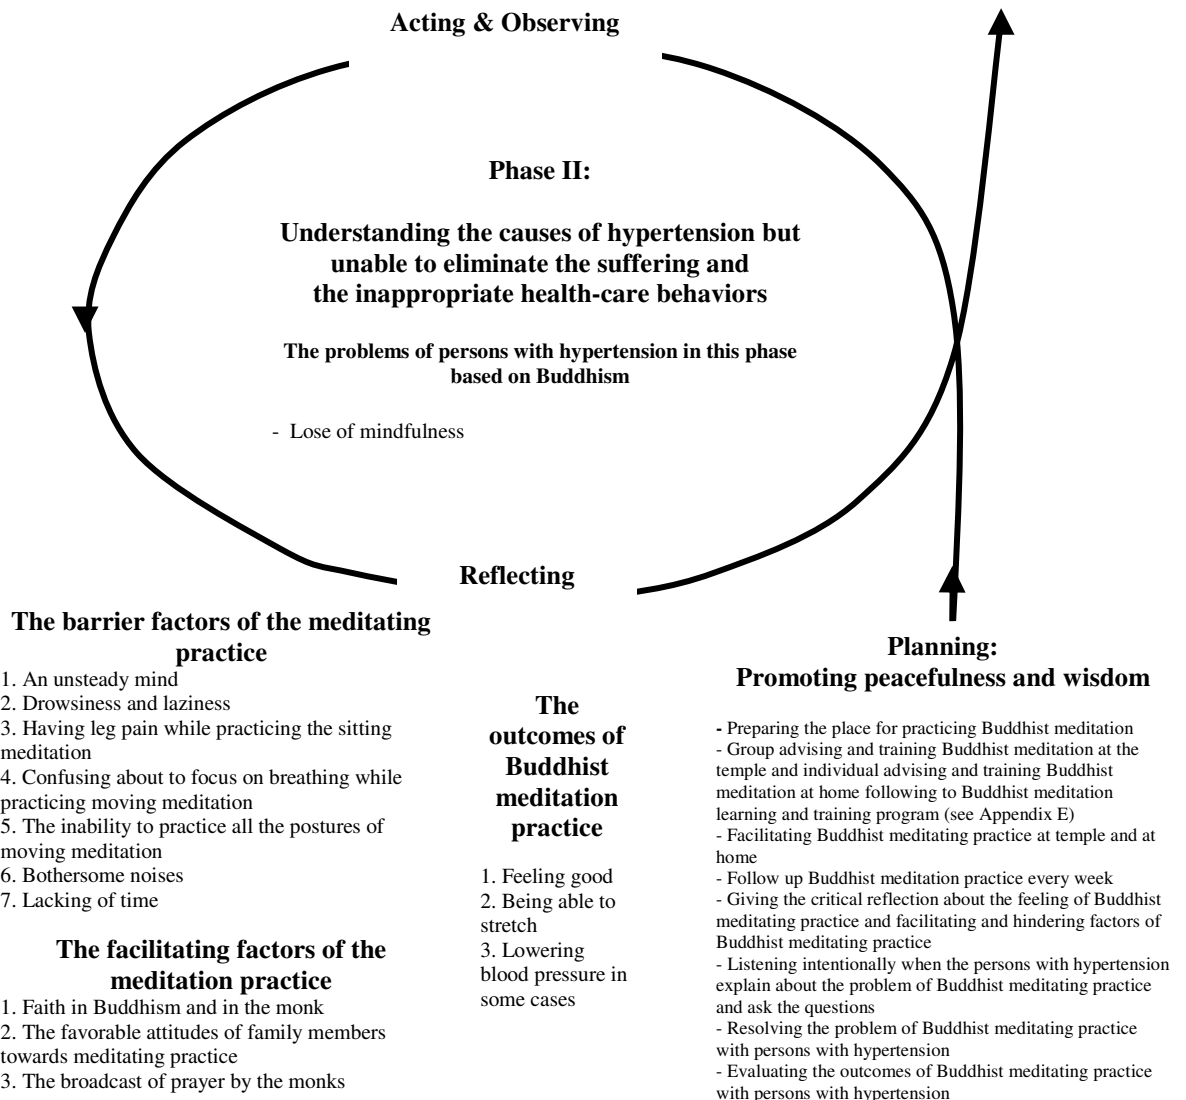 Acting & Observing
Phase II:
Understanding the causes of hypertension but
unable to eliminate the suffering and
the inappropriate health-care behaviors
The problems of persons with hypertension in this phase
based on Buddhism
- Lose of mindfulness
Reflecting
The barrier factors of the meditating
practice
1. An unsteady mind
2. Drowsiness and laziness
3. Having leg pain while practicing the sitting
meditation
4. Confusing about to focus on breathing while
practicing moving meditation
5. The inability to practice all the postures of
moving meditation
6. Bothersome noises
7. Lacking of time
The facilitating factors of the
meditation practice
1. Faith in Buddhism and in the monk
2. The favorable attitudes of family members
towards meditating practice
3. The broadcast of prayer by the monks
The
outcomes of
Buddhist
meditation
practice
1. Feeling good
2. Being able to
stretch
3. Lowering
blood pressure in
some cases
Planning:
Promoting peacefulness and wisdom
- Preparing the place for practicing Buddhist meditation
- Group advising and training Buddhist meditation at the
temple and individual advising and training Buddhist
meditation at home following to Buddhist meditation
learning and training program (see Appendix E)
- Facilitating Buddhist meditating practice at temple and at
home
- Follow up Buddhist meditation practice every week
- Giving the critical reflection about the feeling of Buddhist
meditating practice and facilitating and hindering factors of
Buddhist meditating practice
- Listening intentionally when the persons with hypertension
explain about the problem of Buddhist meditating practice
and ask the questions
- Resolving the problem of Buddhist meditating practice
with persons with hypertension
- Evaluating the outcomes of Buddhist meditating practice
with persons with hypertension